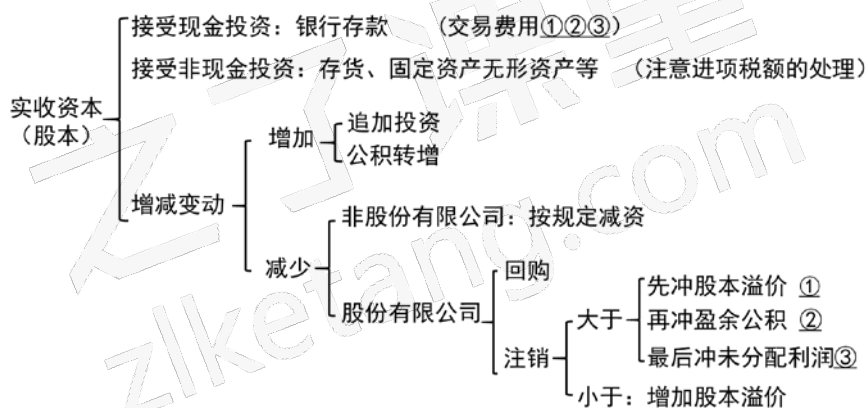 接受现金投资：银行存款 （交易费用①②③）
接受非现金投资：存货、固定资产无形资产等 （注意进项税额的处理）
实收资本
（股本）
增减变动
增加
追加投资
公积转增
减少
非股份有限公司：按规定减资
股份有限公司
回购
注销
大于
先冲股本溢价 ①
再冲盈余公积 ②
最后冲未分配利润③
小于：增加股本溢价
之了课堂
zlketang.com